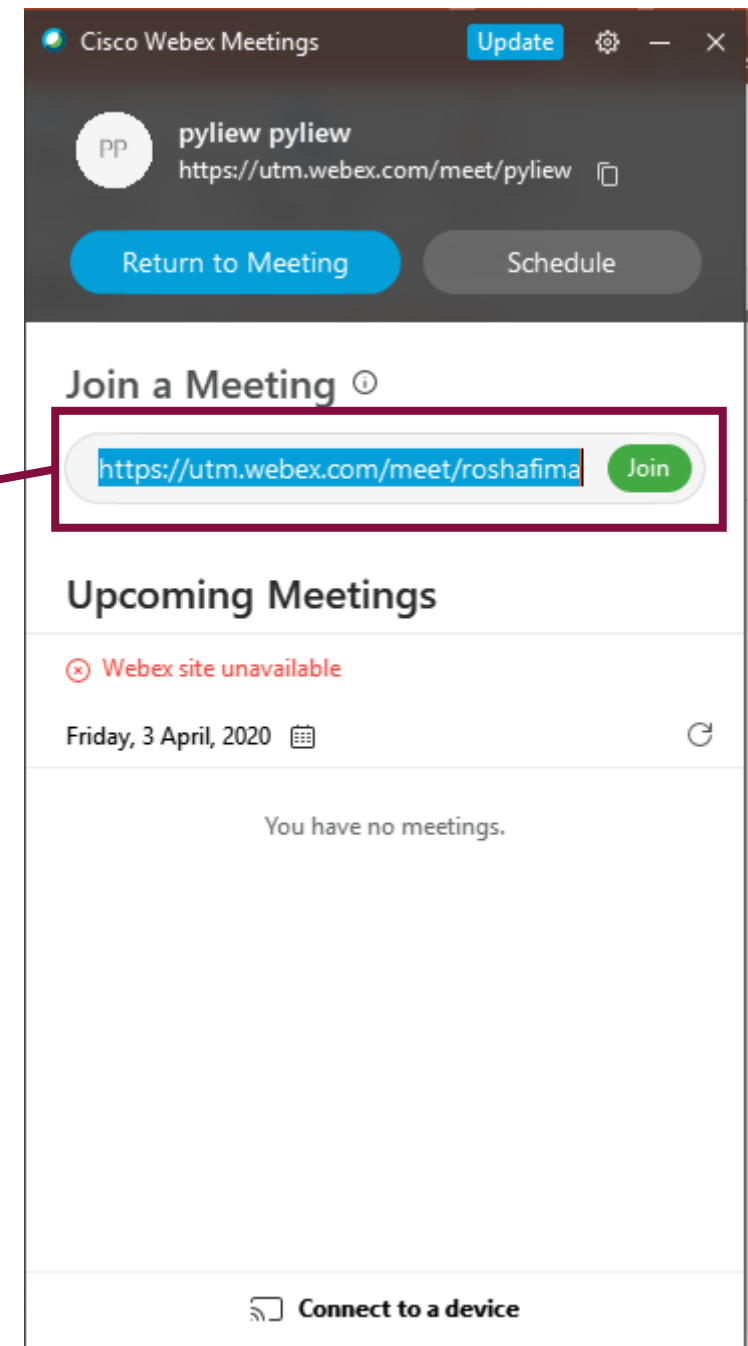 Cisco Webex Meetings Update
PP
pyliew pyliew
https://utm.webex.com/meet/pyliew
Return to Meeting Schedule
Join a Meeting
https://utm.webex.com/meet/roshafima Join
Upcoming Meetings
Webex site unavailable
Friday, 3 April, 2020
You have no meetings.
Connect to a device